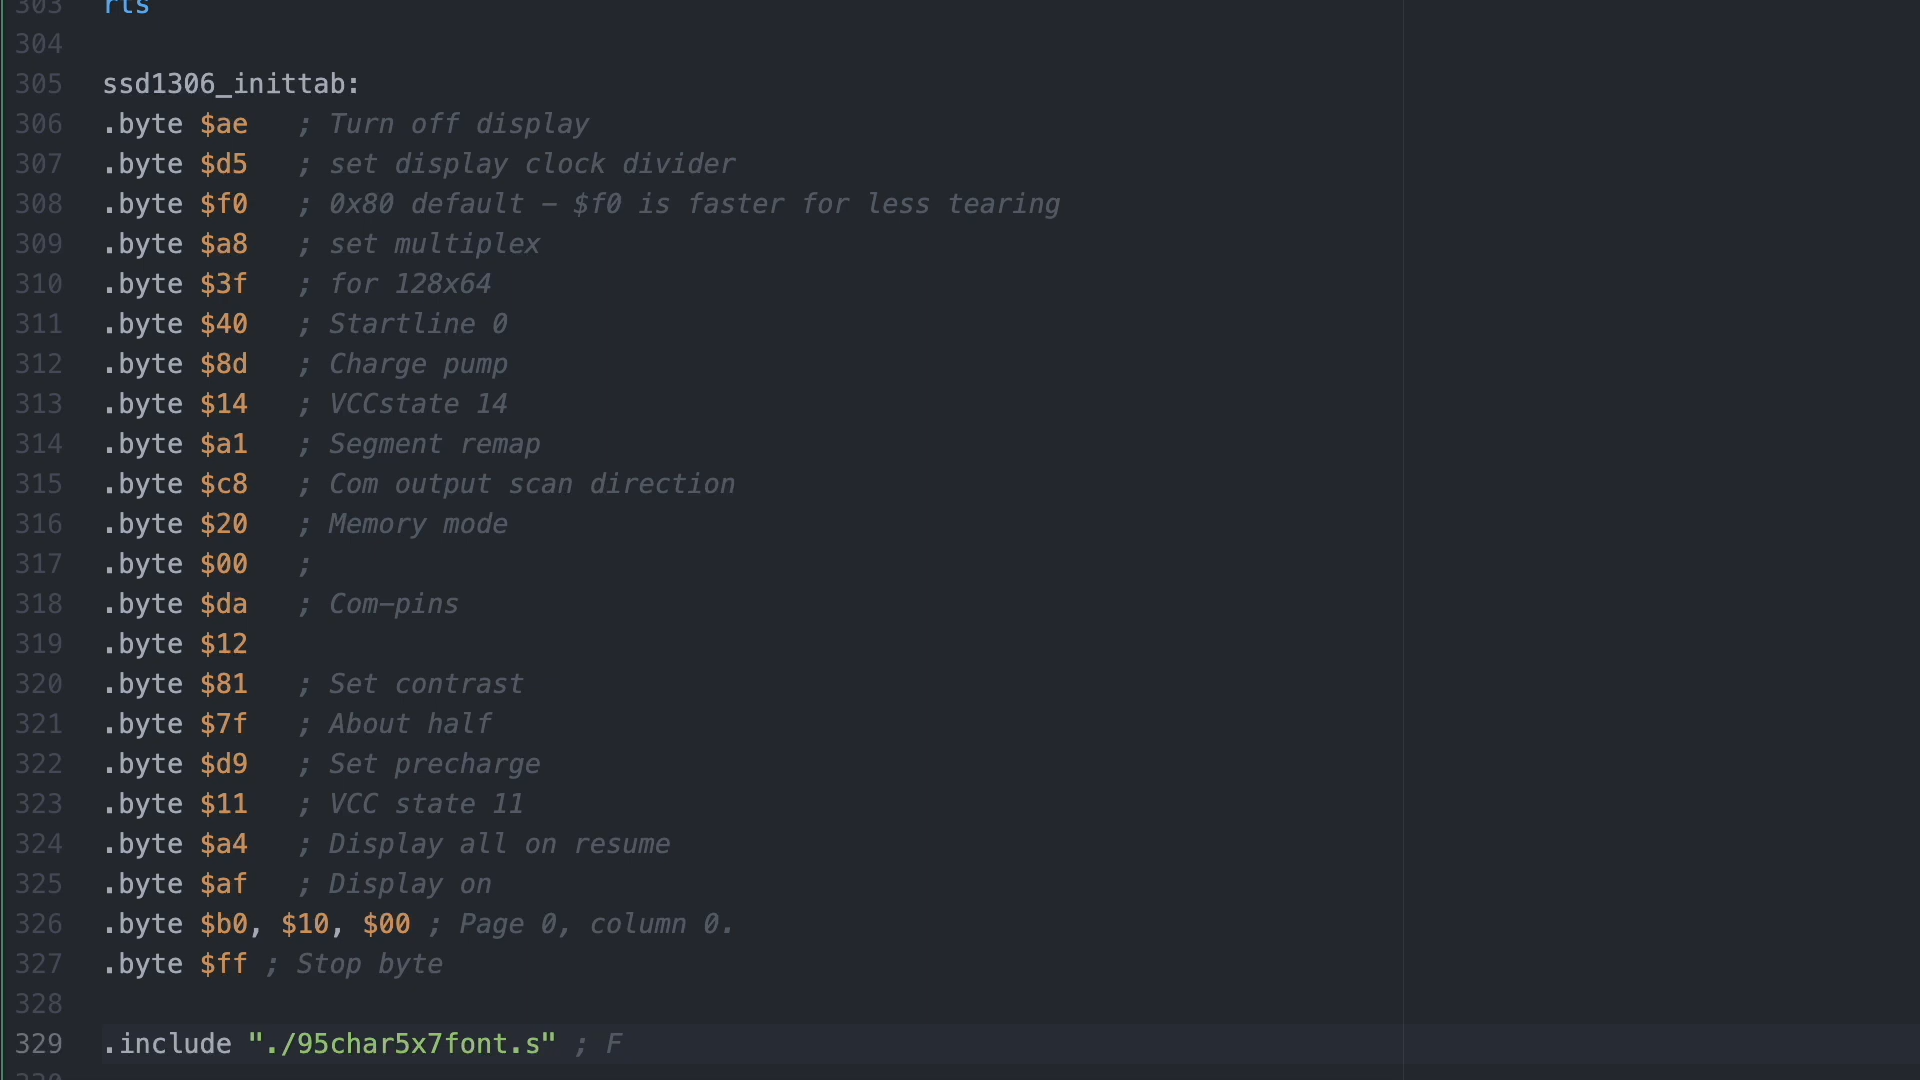 303 rts
304
305 ssd1306_inittab:
306 .byte $ae ; Turn off display
307 .byte $d5 ; set display clock divider
308 .byte $f0 ; 0x80 default - $f0 is faster for less tearing
309 .byte $a8 ; set multiplex
310 .byte $3f ; for 128x64
311 .byte $40 ; Startline 0
312 .byte $8d ; Charge pump
313 .byte $14 ; VCCstate 14
314 .byte $a1 ; Segment remap
315 .byte $c8 ; Com output scan direction
316 .byte $20 ; Memory mode
317 .byte $00 ;
318 .byte $da ; Com-pins
319 .byte $12
320 .byte $81 ; Set contrast
321 .byte $7f ; About half
322 .byte $d9 ; Set precharge
323 .byte $11 ; VCC state 11
324 .byte $a4 ; Display all on resume
325 .byte $af ; Display on
326 .byte $b0, $10, $00 ; Page 0, column 0.
327 .byte $ff ; Stop byte
328
329 .include "./95char5x7font.s" ; F
330